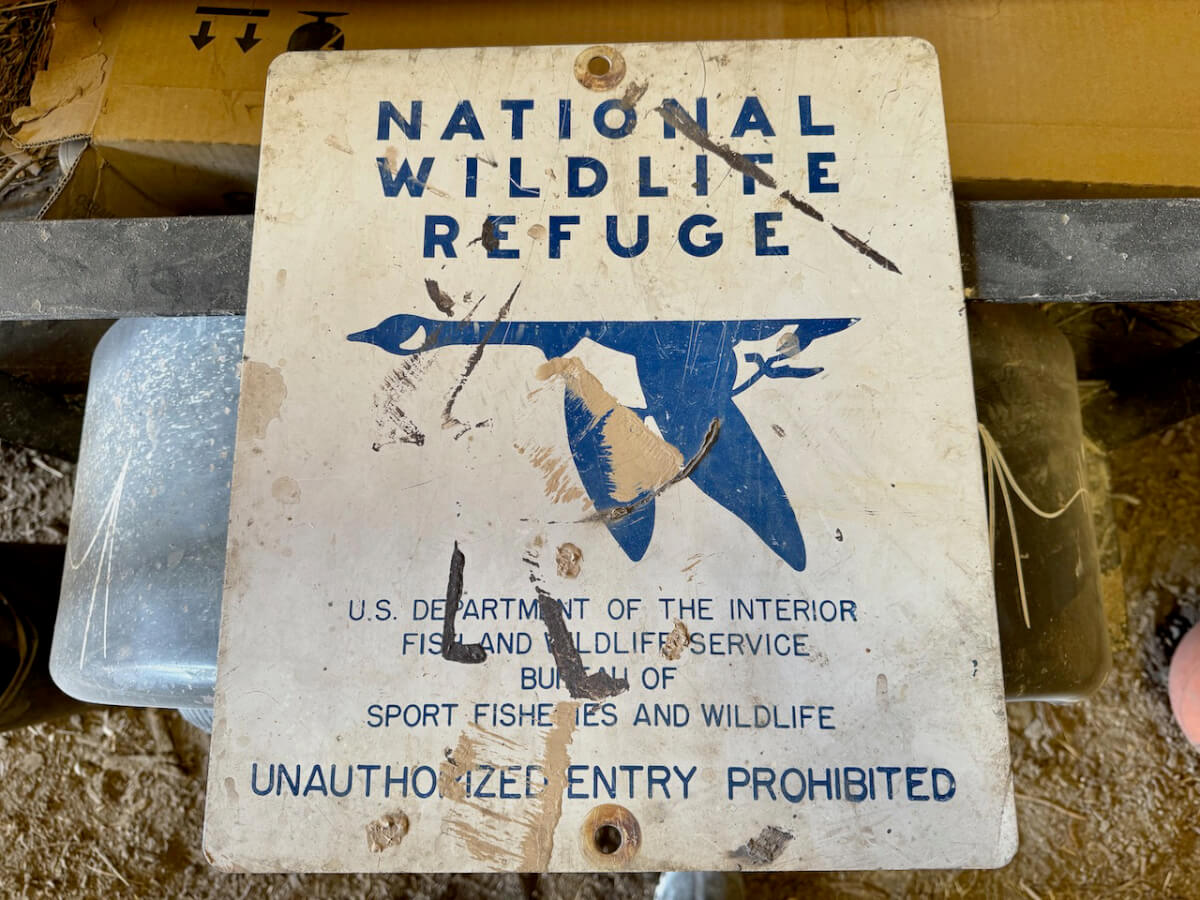 NATIONAL
WILDLIFE
REFUGE
U.S. DEPARTMENT OF THE INTERIOR
FISH AND WILDLIFE SERVICE
BUREAU OF
SPORT FISHERIES AND WILDLIFE
UNAUTHORIZED ENTRY PROHIBITED